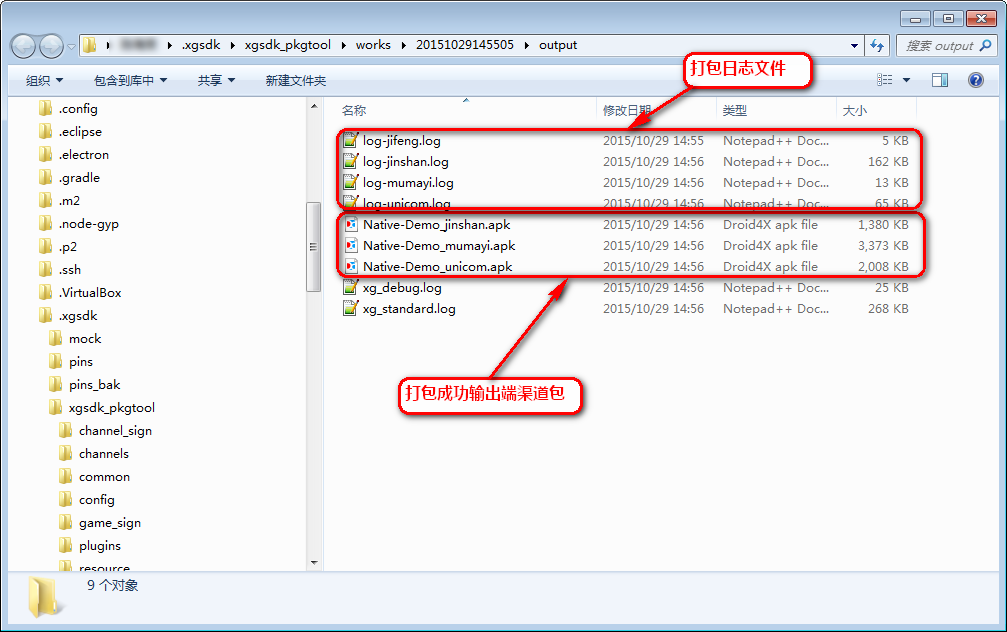 .xgsdk xgsdk_pkgtool works 20151029145505 output 搜索 output
组织 包含到库中 共享 新建文件夹
打包日志文件
名称 修改日期 类型 大小
.config
.eclipse
.electron
.gradle
.m2
.node-gyp
.p2
.ssh
.VirtualBox
.xgsdk
mock
pins
pins_bak
xgsdk_pkgtool
channel_sign
channels
common
config
game_sign
plugins
resource
log-jifeng.log 2015/10/29 14:55 Notepad++ Doc... 5 KB
log-jinshan.log 2015/10/29 14:56 Notepad++ Doc... 162 KB
log-mumayi.log 2015/10/29 14:56 Notepad++ Doc... 13 KB
log-unicom.log 2015/10/29 14:56 Notepad++ Doc... 65 KB
Native-Demo_jinshan.apk 2015/10/29 14:56 Droid4X apk file 1,380 KB
Native-Demo_mumayi.apk 2015/10/29 14:56 Droid4X apk file 3,373 KB
Native-Demo_unicom.apk 2015/10/29 14:56 Droid4X apk file 2,008 KB
xg_debug.log 2015/10/29 14:56 Notepad++ Doc... 25 KB
xg_standard.log 2015/10/29 14:56 Notepad++ Doc... 268 KB
打包成功输出端渠道包
9 个对象